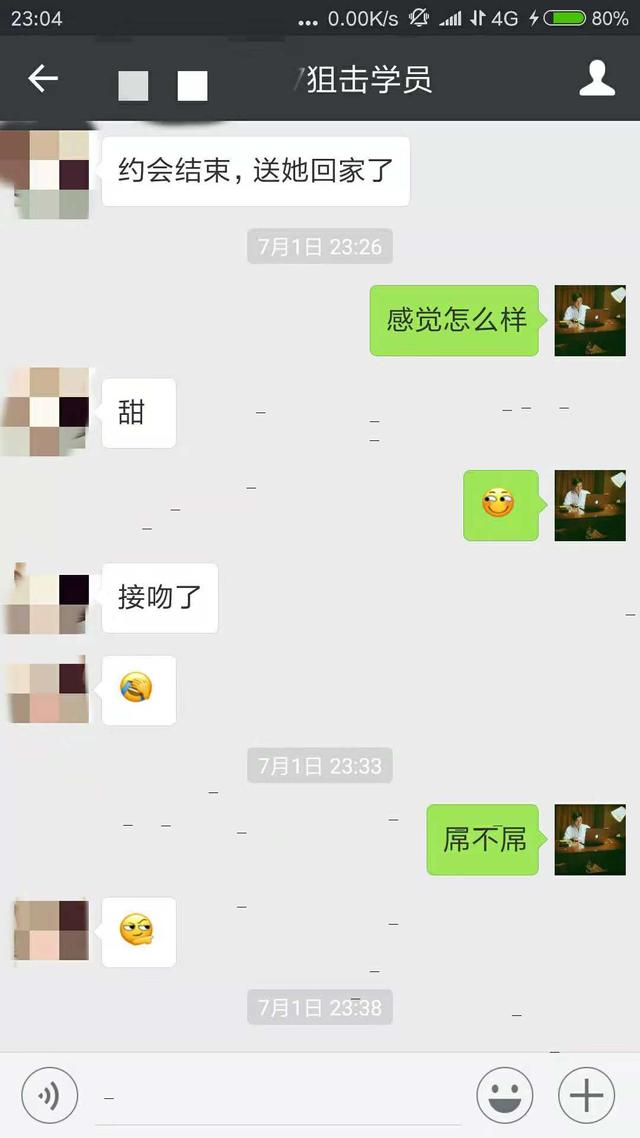 23:04 ... 0.00K/s 4G 80%
狙击学员
约会结束，送她回家了
7月1日 23:26
感觉怎么样
甜
接吻了
7月1日 23:33
屌不屌
7月1日 23:38